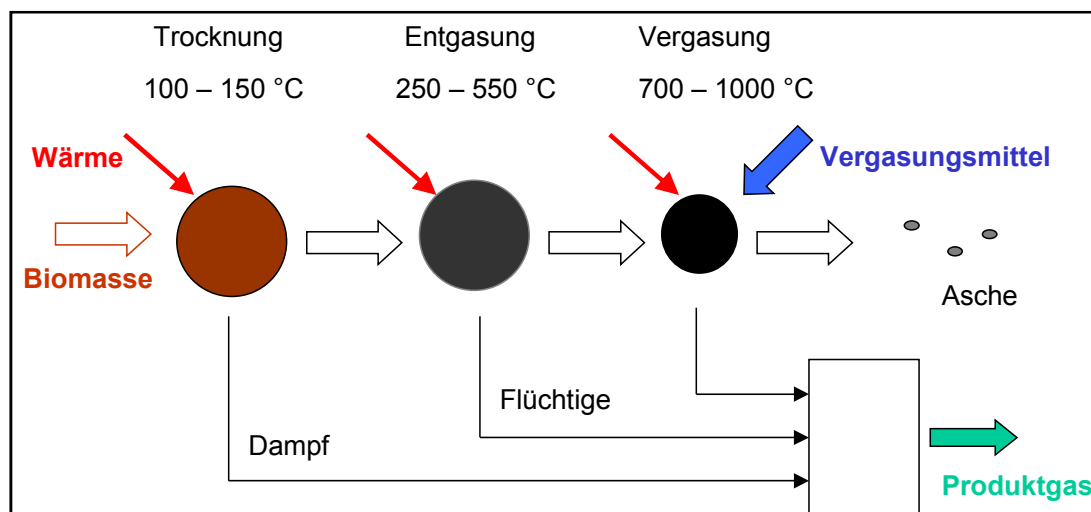 Trocknung
Entgasung
Vergasung
100 – 150 °C
250 – 550 °C
700 – 1000 °C
Wärme
Vergasungsmittel
Biomasse
Asche
Flüchtige
Dampf
Produktgas